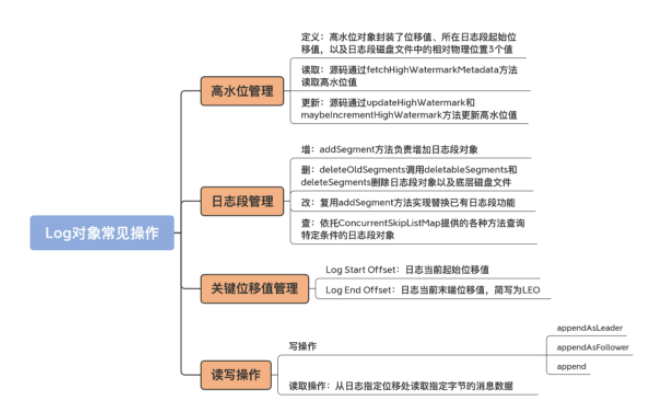 Log对象常见操作
高水位管理
定义：高水位对象封装了位移值、所在日志段起始位
移值，以及日志段磁盘文件中的相对物理位置3个值
读取：源码通过fetchHighWatermarkMetadata方法
读取高水位值
更新：源码通过updateHighWatermark和
maybeIncrementHighWatermark方法更新高水位值
日志段管理
增：addSegment方法负责增加日志段对象
删：deleteOldSegments调用deletableSegments和
deleteSegments删除日志段对象以及底层磁盘文件
改：复用addSegment方法实现替换已有日志段功能
查：依托ConcurrentSkipListMap提供的各种方法查询
特定条件的日志段对象
关键位移值管理
Log Start Offset：日志当前起始位移值
Log End Offset：日志当前末端位移值，简写为LEO
读写操作
写操作
appendAsLeader
appendAsFollower
append
读取操作：从日志指定位移处读取指定字节的消息数据